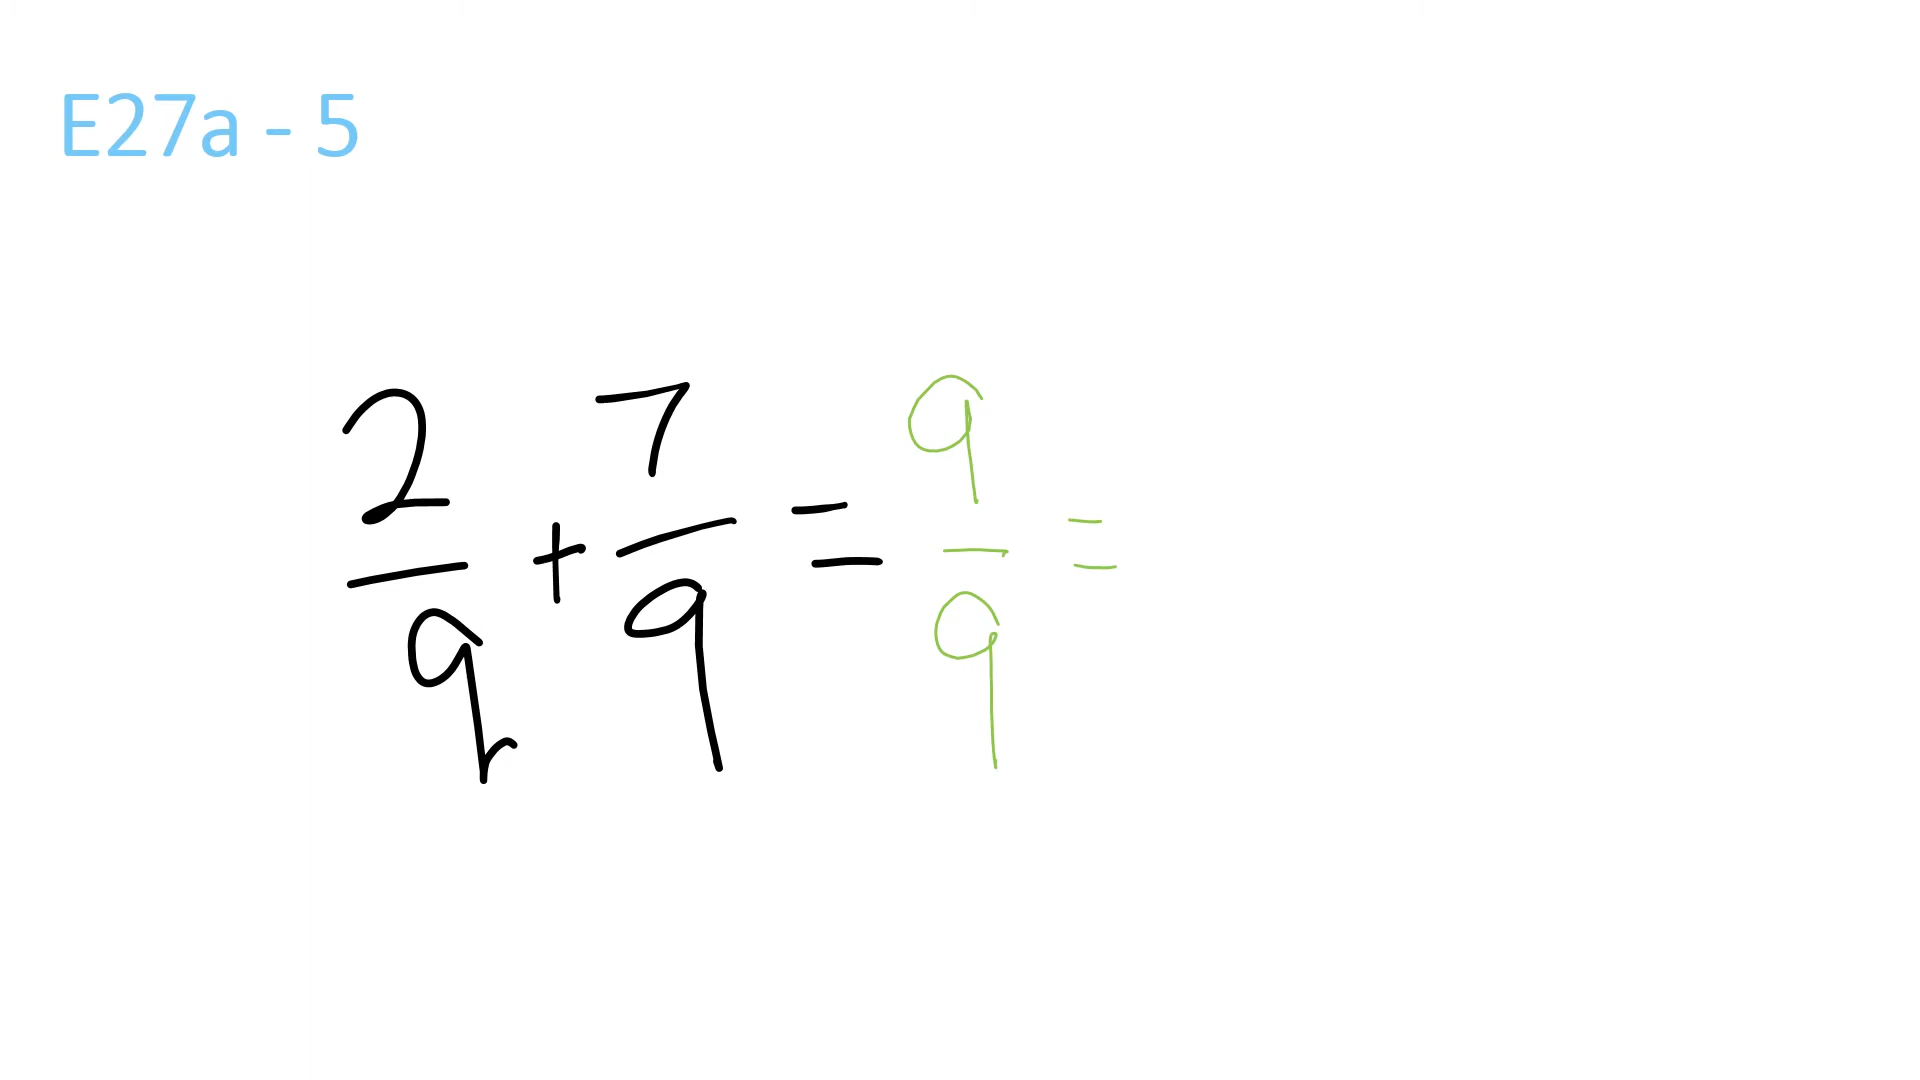 E27a - 5
2/9 + 7/9 = 9/9 =